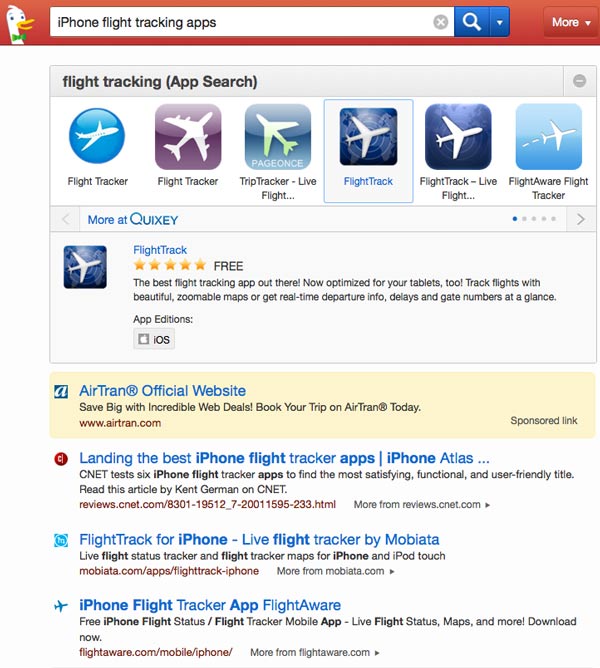 iPhone flight tracking apps
More
flight tracking (App Search)
Flight Tracker
Flight Tracker
PAGEONCE
TripTracker - Live
Flight...
FlightTrack
FlightTrack – Live
Flight...
FlightAware Flight
Tracker
More at QUIXEY
FlightTrack
FREE
The best flight tracking app out there! Now optimized for your tablets, too! Track flights with
beautiful, zoomable maps or get real-time departure info, delays and gate numbers at a glance.
App Editions:
iOS
AirTran® Official Website
Save Big with Incredible Web Deals! Book Your Trip on AirTran® Today.
www.airtran.com
Sponsored link
Landing the best iPhone flight tracker apps | iPhone Atlas ...
CNET tests six iPhone flight tracker apps to find the most satisfying, functional, and user-friendly title.
Read this article by Kent German on CNET.
reviews.cnet.com/8301-19512_7-20011595-233.html More from reviews.cnet.com
FlightTrack for iPhone - Live flight tracker by Mobiata
Live flight status tracker and flight tracker maps for iPhone and iPod touch
mobiata.com/apps/flighttrack-iphone More from mobiata.com
iPhone Flight Tracker App FlightAware
Free iPhone Flight Status / Flight Tracker Mobile App - Live Flight Status, Maps, and more! Download
now.
flightaware.com/mobile/iphone/ More from flightaware.com